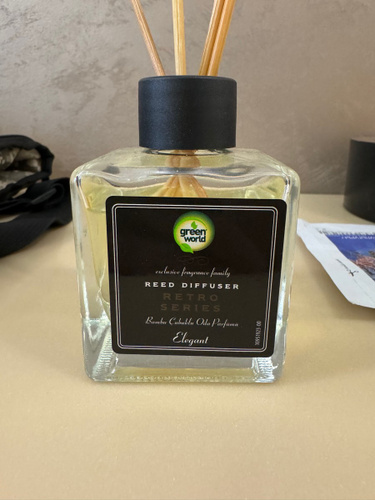 green
world
exclusive fragrance family
REED DIFFUSER
RETRO
SERIES
Bambu Çubuklu Oda Parfümü
Elegant